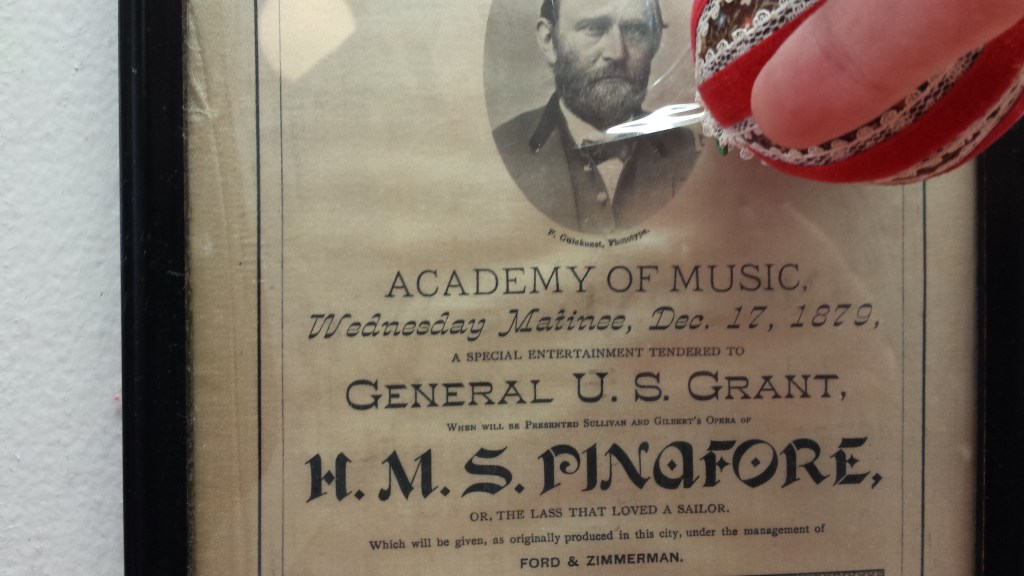 F. Gutekunst, Phototype.
ACADEMY OF MUSIC,
Wednesday Matinee, Dec. 17, 1879,
A SPECIAL ENTERTAINMENT TENDERED TO
GENERAL U. S. GRANT,
WHEN WILL BE PRESENTED SULLIVAN AND GILBERT'S OPERA OF
H. M. S. PINAFORE,
OR, THE LASS THAT LOVED A SAILOR.
Which will be given, as originally produced in this city, under the management of
FORD & ZIMMERMAN.